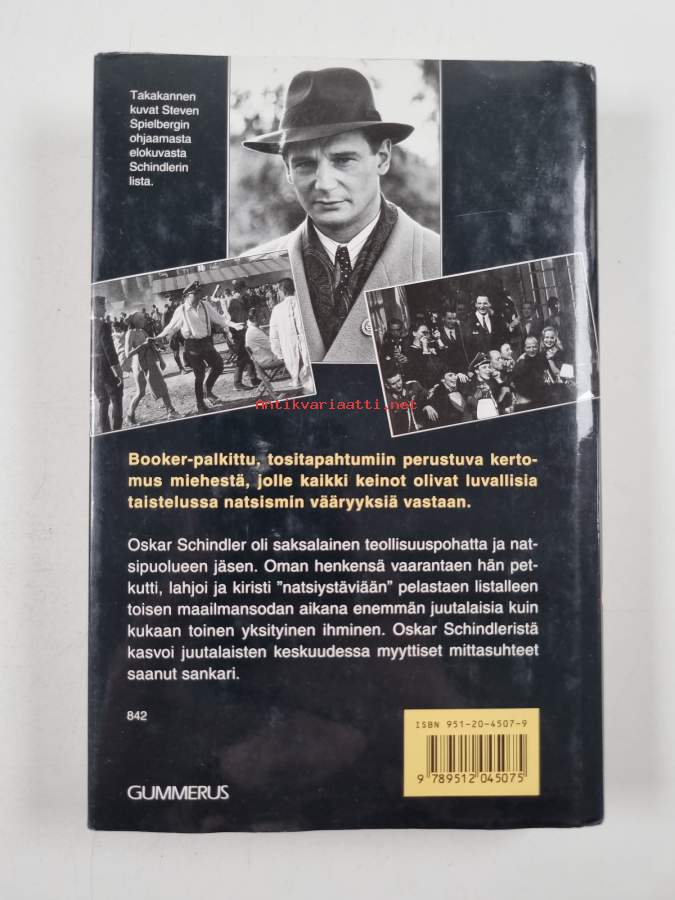 Takakannen
kuvat Steven
Spielbergin
ohjaamasta
elokuvasta
Schindlerin
lista.
Antikvariaatti.net
Booker-palkittu, tositapahtumiin perustuva kerto-
mus miehestä, jolle kaikki keinot olivat luvallisia
taistelussa natsismin vääryyksiä vastaan.
Oskar Schindler oli saksalainen teollisuuspohatta ja nat-
sipuolueen jäsen. Oman henkensä vaarantaen hän pet-
kutti, lahjoi ja kiristi ”natsiystäviään” pelastaen listalleen
toisen maailmansodan aikana enemmän juutalaisia kuin
kukaan toinen yksityinen ihminen. Oskar Schindleristä
kasvoi juutalaisten keskuudessa myyttiset mittasuhteet
saanut sankari.
842
ISBN 951-20-4507-9
9 789512 045075
GUMMERUS